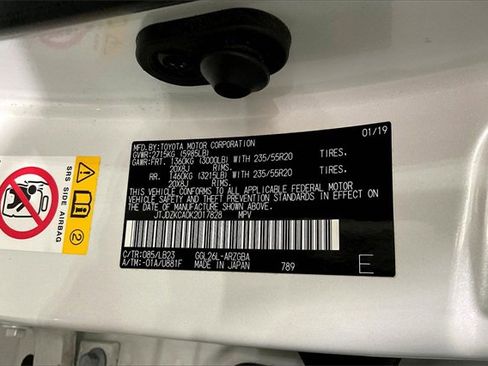 MFD.BY:TOYOTA MOTOR CORPORATION 01/19
GVWR:2715KG (5985LB)
GAWR:FRT. 1360KG (3000LB) WITH 235/55R20 TIRES.
20X8J RIMS.
RR. 1460KG (3215LB) WITH 235/55R20 TIRES.
20X8J RIMS.
THIS VEHICLE CONFORMS TO ALL APPLICABLE FEDERAL MOTOR
VEHICLE SAFETY AND THEFT PREVENTION STANDARDS IN EFFECT ON
THE DATE OF MANUFACTURE SHOWN ABOVE.
JTJDZKCA0K2017828 MPV
C/TR:085/LB23 GGL26L-ARZGBA
A/TM:-01A/U881F MADE IN JAPAN 789 E
SRS SIDE AIRBAG
2